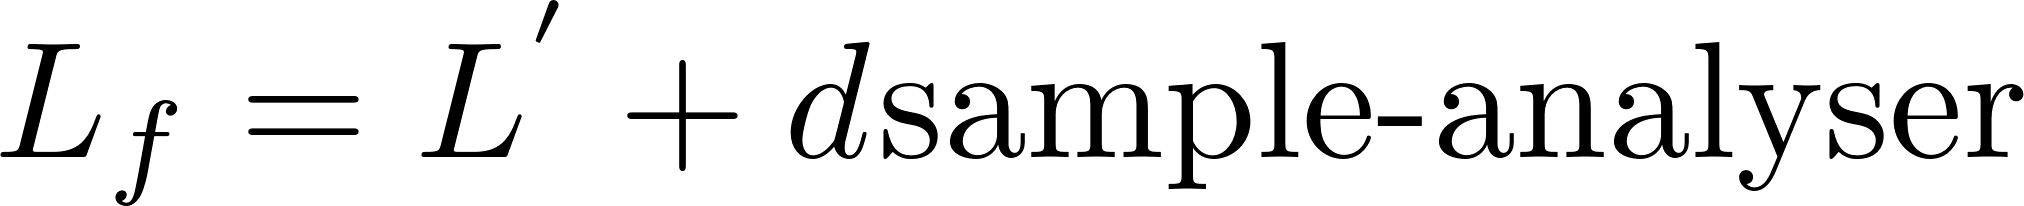 L_f = L' + dsample-analyser